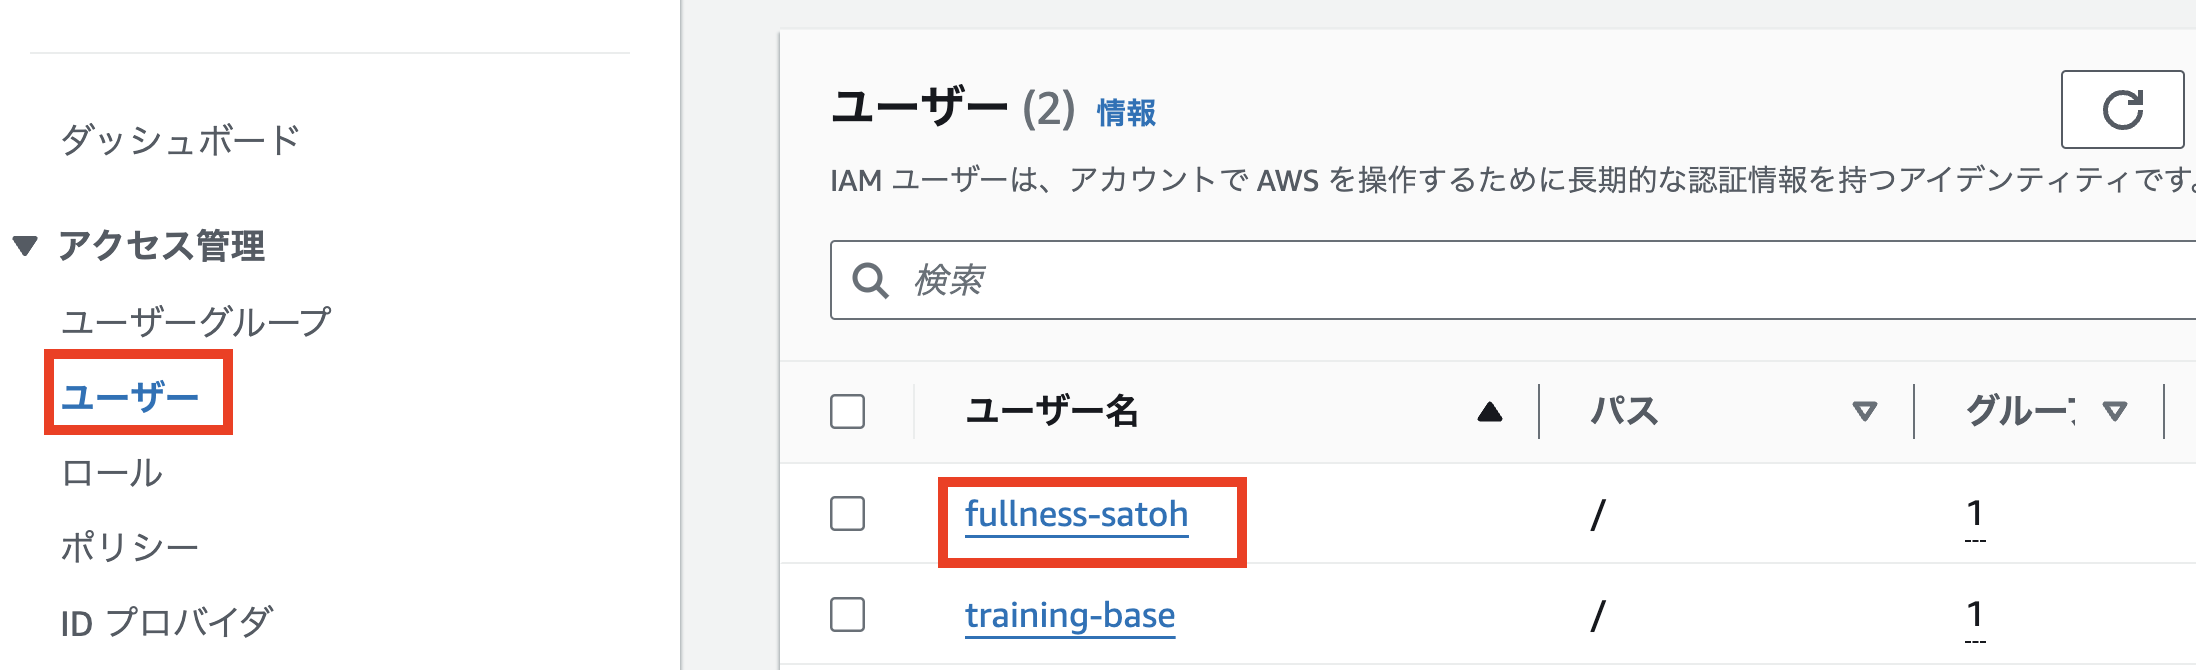 ダッシュボード
アクセス管理
ユーザーグループ
ユーザー
ロール
ポリシー
ID プロバイダ
ユーザー (2) 情報
IAM ユーザーは、アカウントで AWS を操作するために長期的な認証情報を持つアイデンティティです。
検索
ユーザー名 パス グルー
fullness-satoh / 1
training-base / 1